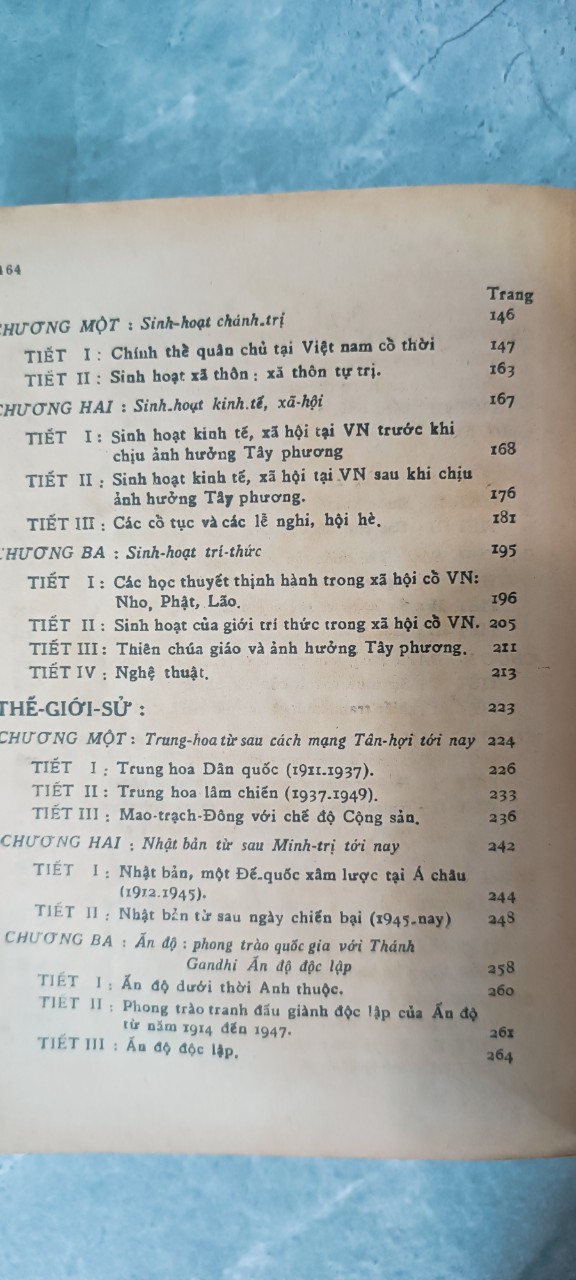 164
Trang
CHƯƠNG MỘT : Sinh-hoạt chánh-trị 146
TIẾT I : Chính thể quân chủ tại Việt nam cổ thời 147
TIẾT II : Sinh hoạt xã thôn : xã thôn tự trị. 163
CHƯƠNG HAI : Sinh-hoạt kinh-tế, xã-hội 167
TIẾT I : Sinh hoạt kinh tế, xã hội tại VN trước khi
chịu ảnh hưởng Tây phương 168
TIẾT II : Sinh hoạt kinh tế, xã hội tại VN sau khi chịu
ảnh hưởng Tây phương. 176
TIẾT III : Các cổ tục và các lễ nghi, hội hè. 181
CHƯƠNG BA : Sinh-hoạt trí-thức 195
TIẾT I : Các học thuyết thịnh hành trong xã hội cổ VN:
Nho, Phật, Lão. 196
TIẾT II : Sinh hoạt của giới trí thức trong xã hội cổ VN. 205
TIẾT III : Thiên chúa giáo và ảnh hưởng Tây phương. 211
TIẾT IV : Nghệ thuật. 213
THẾ-GIỚI-SỬ : 223
CHƯƠNG MỘT : Trung-hoa từ sau cách mạng Tân-hợi tới nay 224
TIẾT I : Trung hoa Dân quốc (1911-1937). 226
TIẾT II : Trung hoa lâm chiến (1937-1949). 233
TIẾT III : Mao-trạch-Đông với chế độ Cộng sản. 236
CHƯƠNG HAI : Nhật bản từ sau Minh-trị tới nay 242
TIẾT I : Nhật bản, một Đế-quốc xâm lược tại Á châu
(1912-1945). 244
TIẾT II : Nhật bản từ sau ngày chiến bại (1945-nay) 248
CHƯƠNG BA : Ấn độ : phong trào quốc gia với Thánh
Gandhi Ấn độ độc lập 258
TIẾT I : Ấn độ dưới thời Anh thuộc. 260
TIẾT II : Phong trào tranh đấu giành độc lập của Ấn độ
từ năm 1914 đến 1947. 261
TIẾT III : Ấn độ độc lập. 264